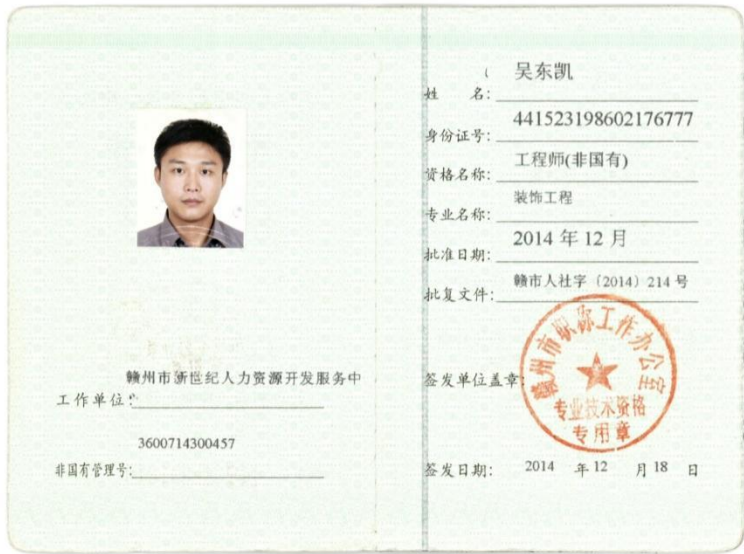 赣州市新世纪人力资源开发服务中
工作单位:
3600714300457
非国有管理号:
吴东凯
姓 名:
441523198602176777
身份证号:
工程师(非国有)
资格名称:
装饰工程
专业名称:
2014 年 12 月
批准日期:
赣市人社字〔2014〕214 号
批复文件:
赣州市职称工作办公室
签发单位盖章:
专业技术资格
专用章
签发日期: 2014 年 12 月 18 日